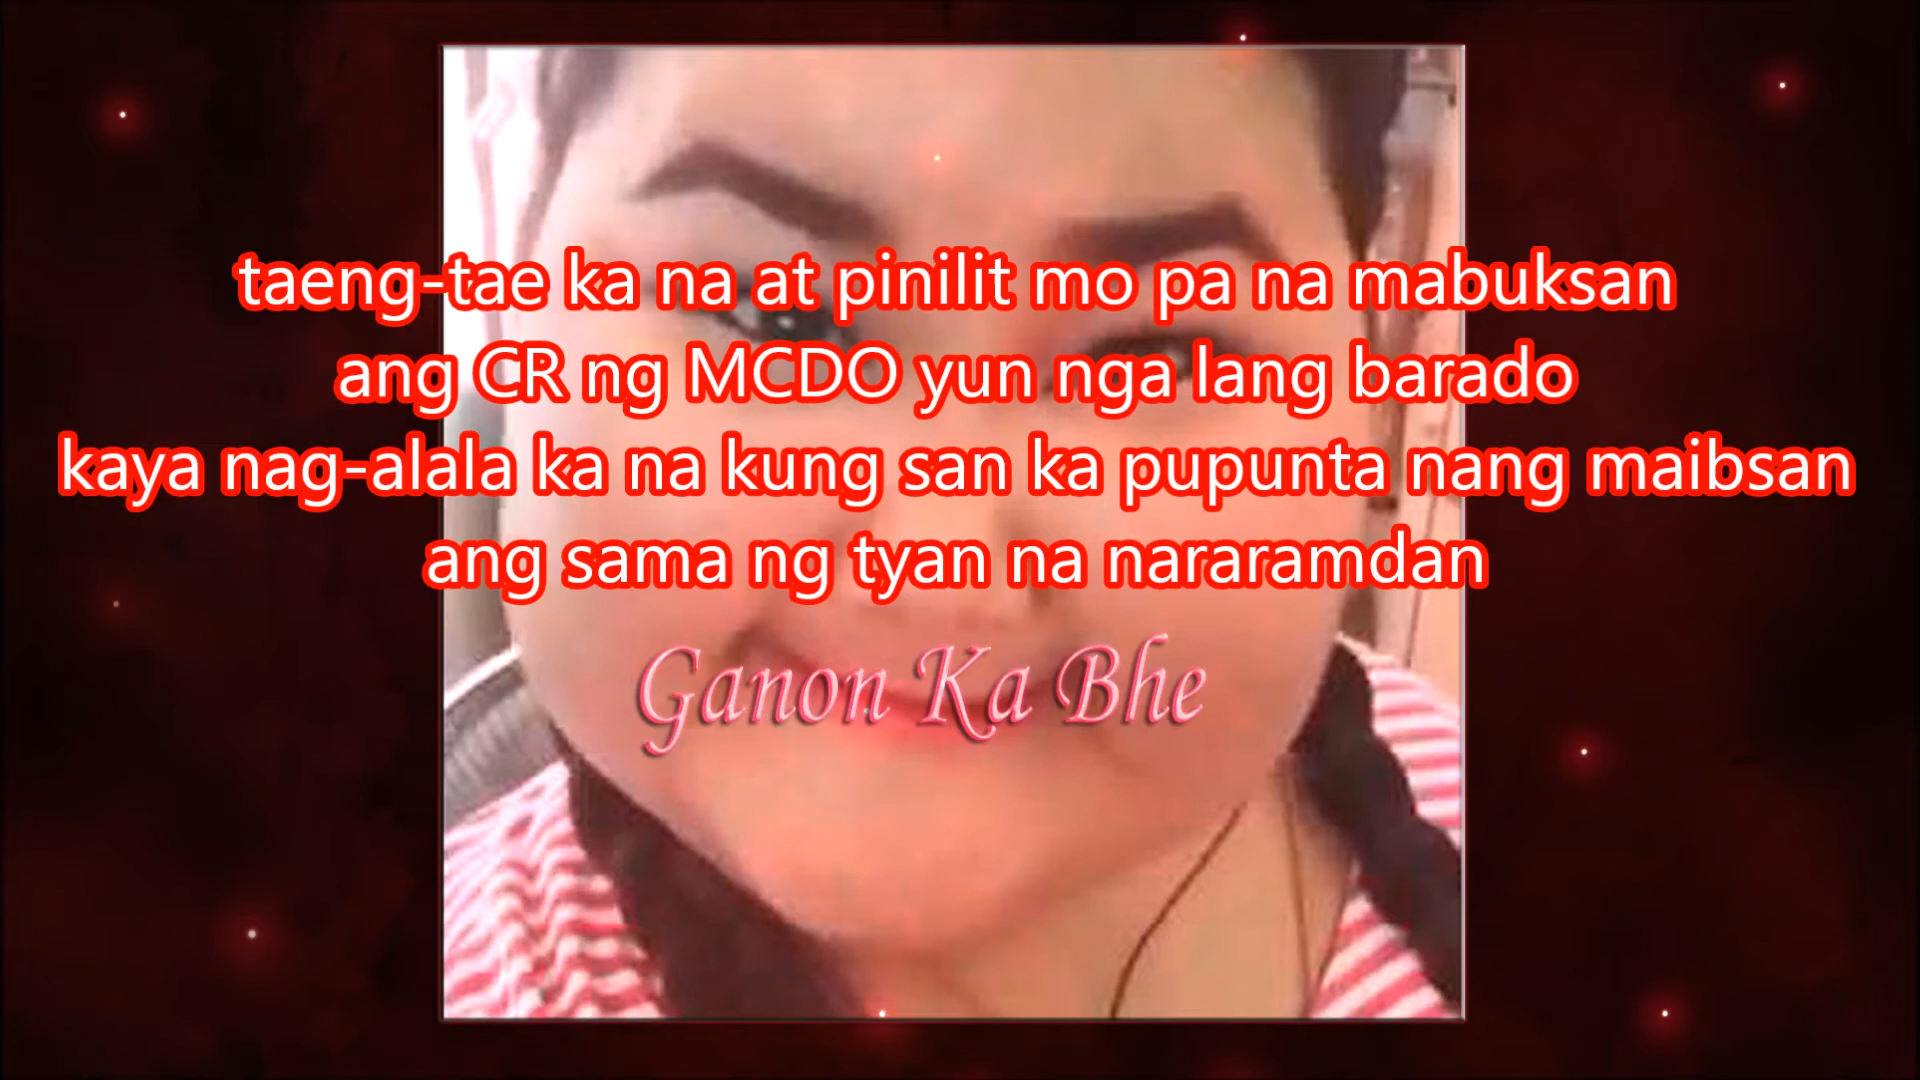 taeng-tae ka na at pinilit mo pa na mabuksan
ang CR ng MCDO yun nga lang barado
kaya nag-alala ka na kung san ka pupunta nang maibsan
ang sama ng tyan na nararamdan
Ganon Ka Bhe